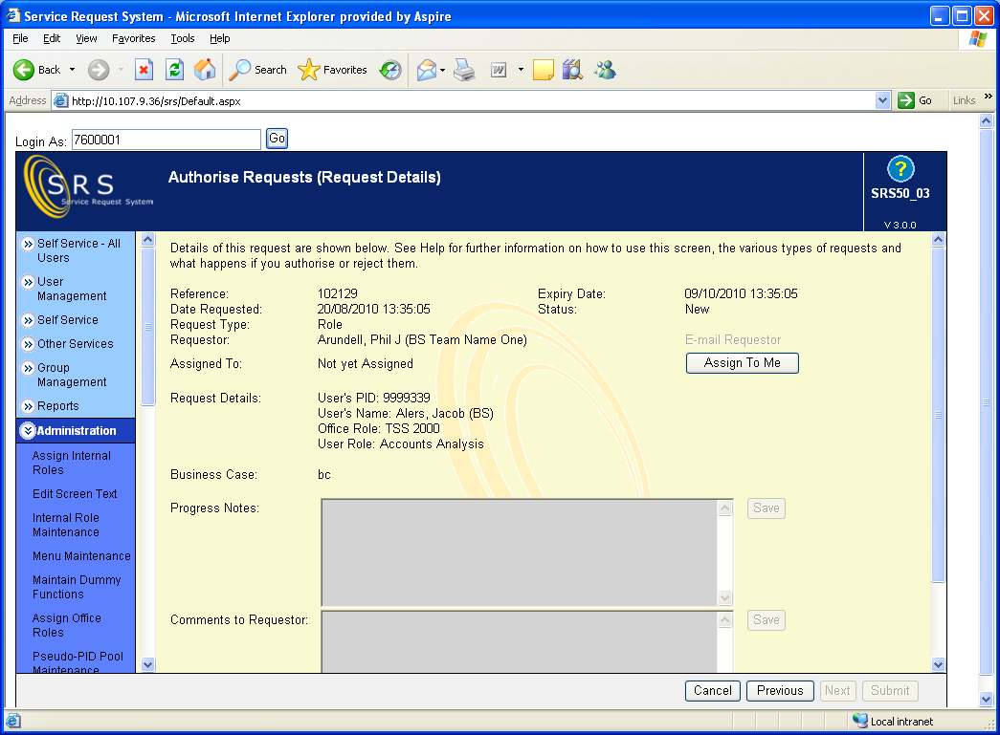 Service Request System - Microsoft Internet Explorer provided by Aspire
File Edit View Favorites Tools Help
Back Search Favorites
Address http://10.107.9.36/srs/Default.aspx Go Links »
Login As: 7600001 Go
SRS
Service Request System
Authorise Requests (Request Details)
?
SRS50_03
V 3.0.0
Self Service - All
Users
User
Management
Self Service
Other Services
Group
Management
Reports
Administration
Assign Internal
Roles
Edit Screen Text
Internal Role
Maintenance
Menu Maintenance
Maintain Dummy
Functions
Assign Office
Roles
Pseudo-PID Pool
Maintenance
Details of this request are shown below. See Help for further information on how to use this screen, the various types of requests and
what happens if you authorise or reject them.
Reference: 102129 Expiry Date: 09/10/2010 13:35:05
Date Requested: 20/08/2010 13:35:05 Status: New
Request Type: Role
Requestor: Arundell, Phil J (BS Team Name One) E-mail Requestor
Assigned To: Not yet Assigned Assign To Me
Request Details: User's PID: 9999339
User's Name: Alers, Jacob (BS)
Office Role: TSS 2000
User Role: Accounts Analysis
Business Case: bc
Progress Notes: Save
Comments to Requestor: Save
Cancel Previous Next Submit
Local intranet